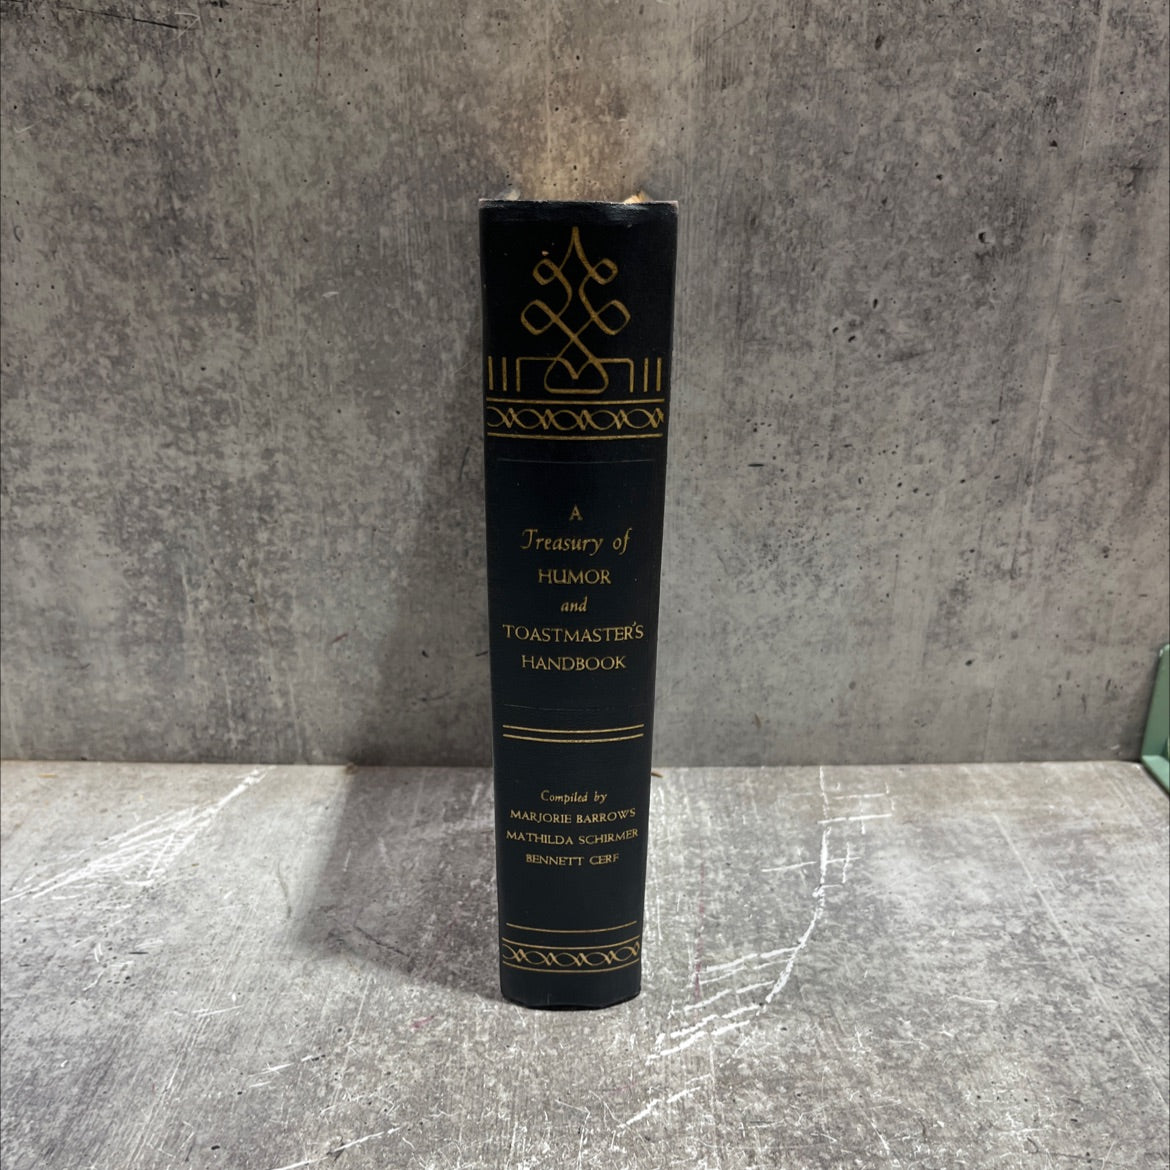 A
Treasury of
HUMOR
and
TOASTMASTER'S
HANDBOOK
Compiled by
MARJORIE BARROWS
MATHILDA SCHIRMER
BENNETT CERF